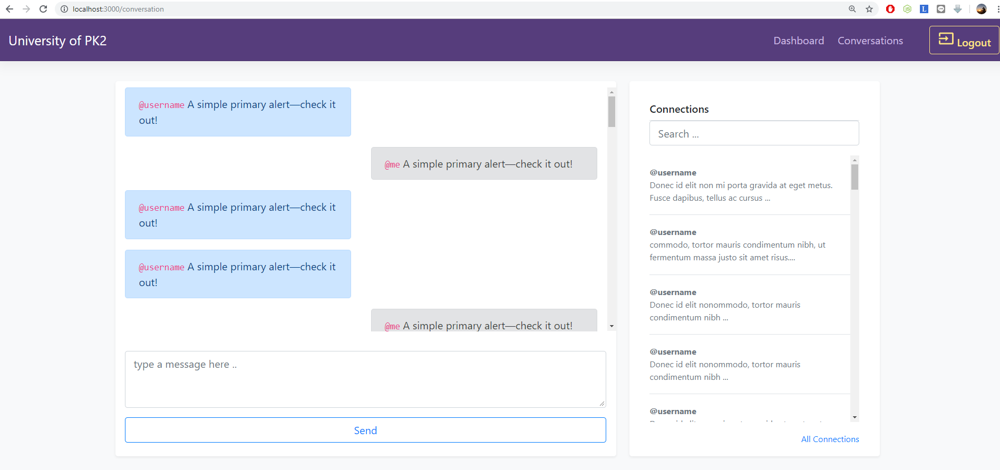 localhost:3000/conversation
University of PK2
Dashboard
Conversations
Logout
@username A simple primary alert—check it
out!
@me A simple primary alert—check it out!
@username A simple primary alert—check it
out!
@username A simple primary alert—check it
out!
@me A simple primary alert—check it out!
type a message here ..
Send
Connections
Search ...
@username
Donec id elit non mi porta gravida at eget metus.
Fusce dapibus, tellus ac cursus ...
@username
commodo, tortor mauris condimentum nibh, ut
fermentum massa justo sit amet risus....
@username
Donec id elit nonommodo, tortor mauris
condimentum nibh ...
@username
Donec id elit nonommodo, tortor mauris
condimentum nibh ...
@username
All Connections